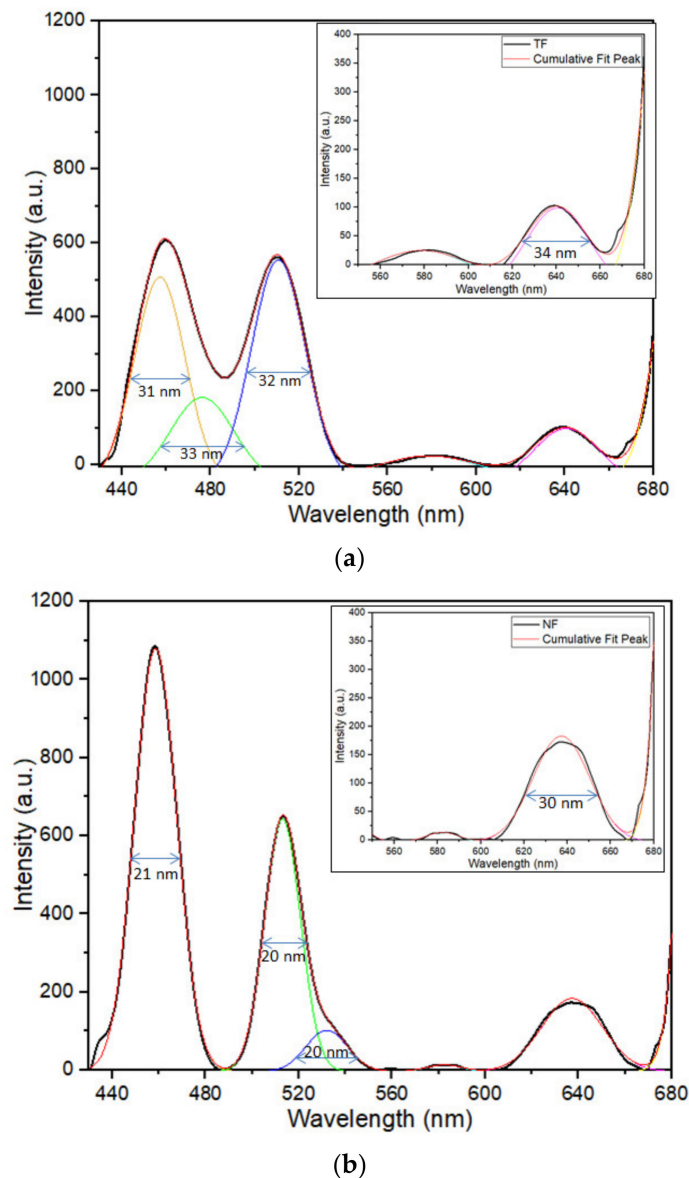 1200
1000
800
600
400
200
0
Intensity (a.u.)
440 480 520 560 600 640 680
Wavelength (nm)
31 nm
33 nm
32 nm
400
350
300
250
200
150
100
50
0
Intensity (a.u.)
TF
Cumulative Fit Peak
34 nm
560 580 600 620 640 660 680
Wavelength (nm)
(a)
1200
1000
800
600
400
200
0
Intensity (a.u.)
440 480 520 560 600 640 680
Wavelength (nm)
21 nm
20 nm
20 nm
400
350
300
250
200
150
100
50
0
Intensity (a.u.)
NF
Cumulative Fit Peak
30 nm
560 580 600 620 640 660 680
Wavelength (nm)
(b)